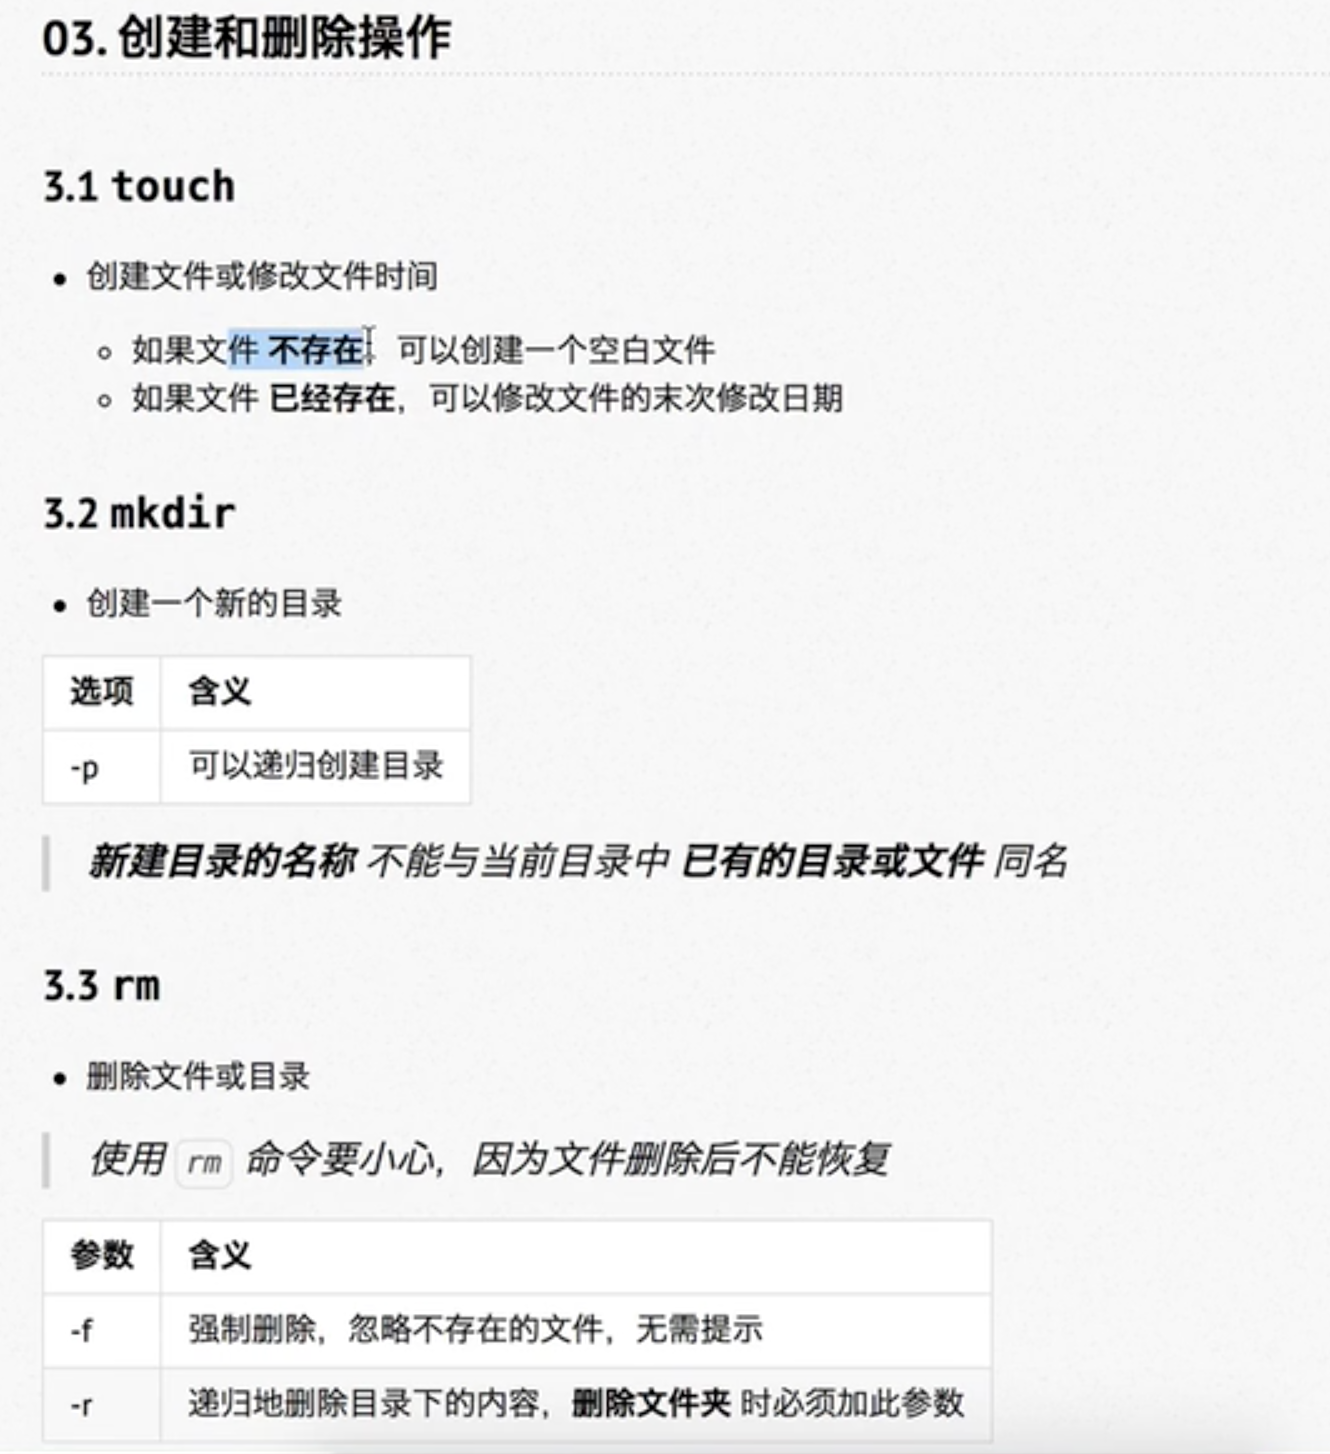 03. 创建和删除操作
3.1 touch
• 创建文件或修改文件时间
○ 如果文件 不存在， 可以创建一个空白文件
○ 如果文件 已经存在，可以修改文件的末次修改日期
3.2 mkdir
• 创建一个新的目录
选项 含义
-p 可以递归创建目录
新建目录的名称 不能与当前目录中 已有的目录或文件 同名
3.3 rm
• 删除文件或目录
使用 rm 命令要小心，因为文件删除后不能恢复
参数 含义
-f 强制删除，忽略不存在的文件，无需提示
-r 递归地删除目录下的内容，删除文件夹 时必须加此参数